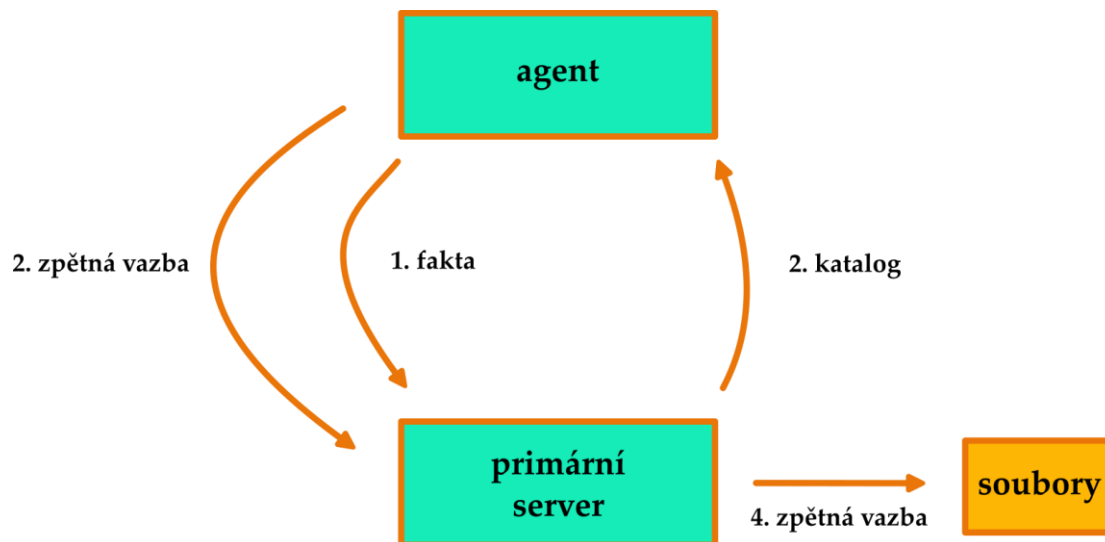 agent
2. zpětná vazba
1. fakta
2. katalog
primární
server
soubory
4. zpětná vazba